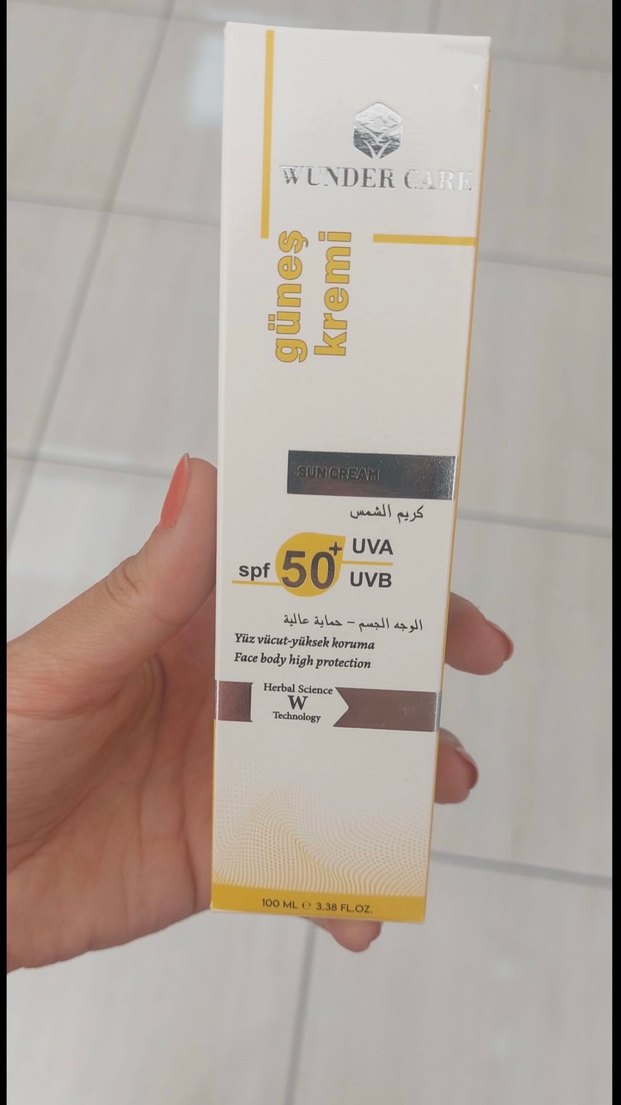 WUNDER CARE
güneş
kremi
SUN CREAM
كريم الشمس
spf 50+ UVA
UVB
الوجه الجسم - حماية عالية
Yüz vücut-yüksek koruma
Face body high protection
Herbal Science
W
Technology
100 ML ℮ 3.38 FL.OZ.